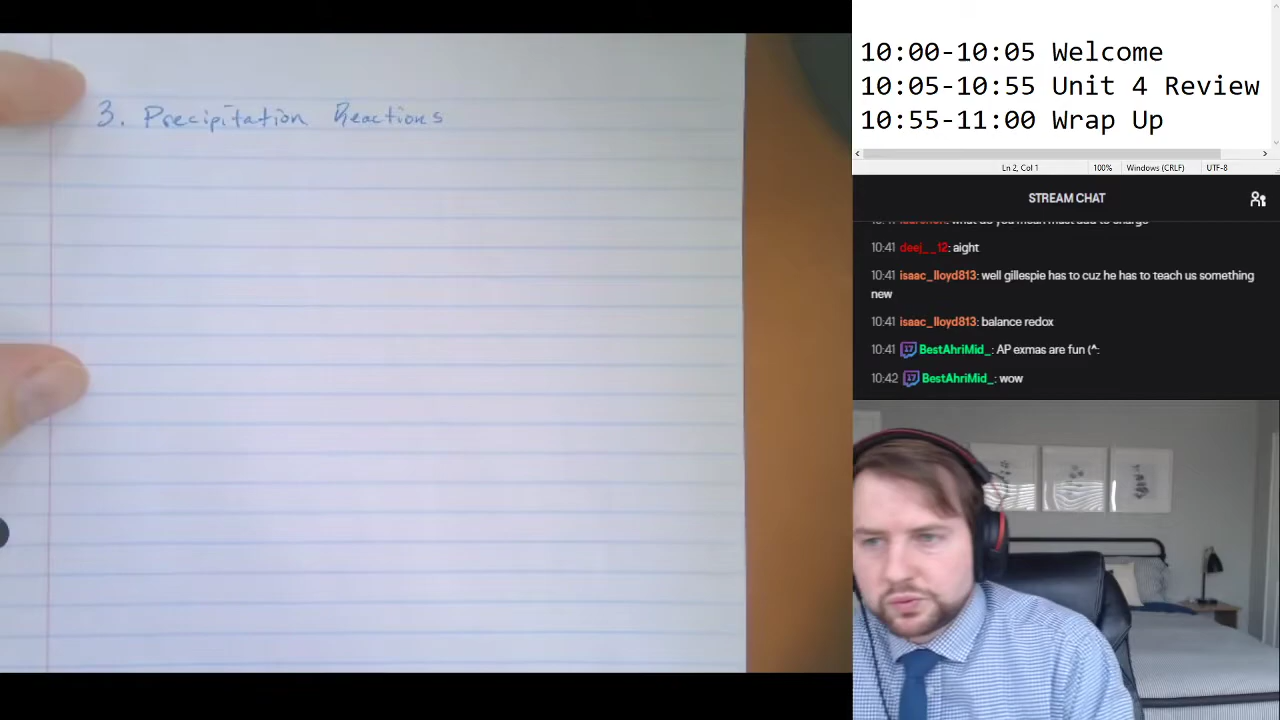 3. Precipitation Reactions
10:00-10:05 Welcome
10:05-10:55 Unit 4 Review
10:55-11:00 Wrap Up
Ln 2, Col 1 100% Windows (CRLF) UTF-8
STREAM CHAT
10:41 deej__12: aight
10:41 isaac_lloyd813: well gillespie has to cuz he has to teach us something
new
10:41 isaac_lloyd813: balance redox
10:41 17 BestAhriMid_: AP exmas are fun (^:
10:42 17 BestAhriMid_: wow